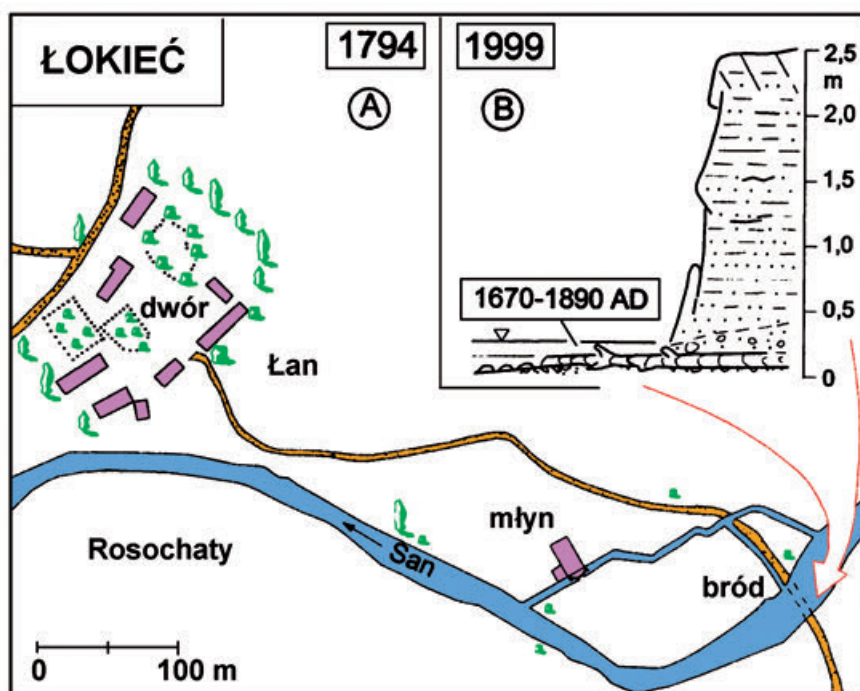 ŁOKIEĆ
1794
A
1999
B
2,5
m
2,0
1,5
1,0
0,5
0
1670-1890 AD
dwór
Łan
młyn
Rosochaty
San
bród
0 100 m